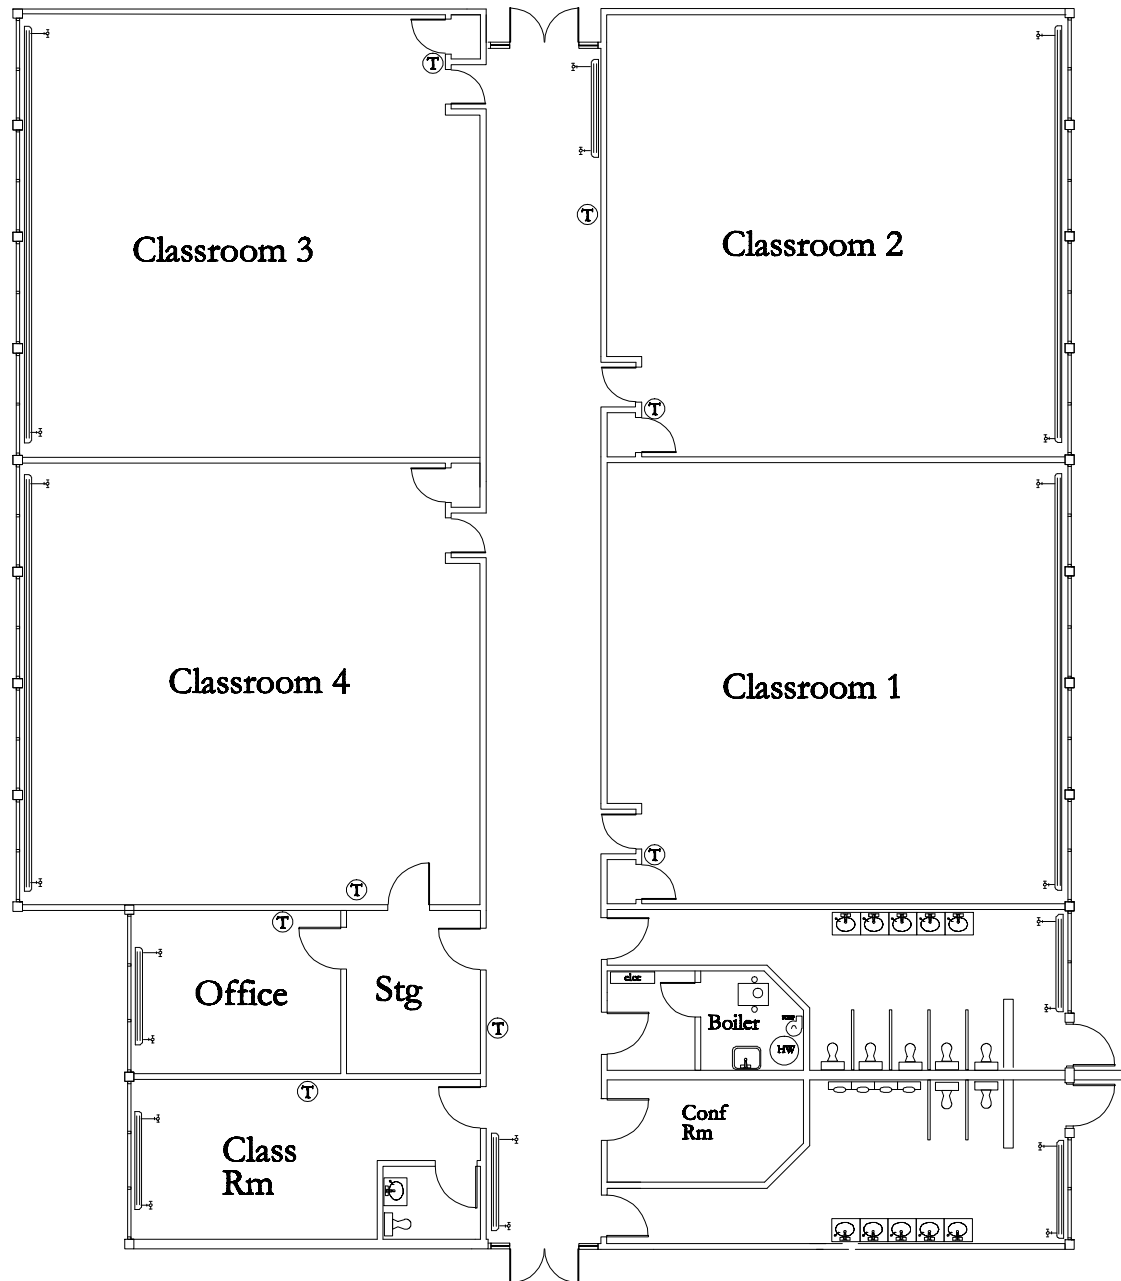 T
T
Classroom 3
Classroom 2
T
T
Classroom 4
Classroom 1
T
T
T
Office
Stg
elec
Boiler
T
HW
T
Conf
Rm
Class
Rm